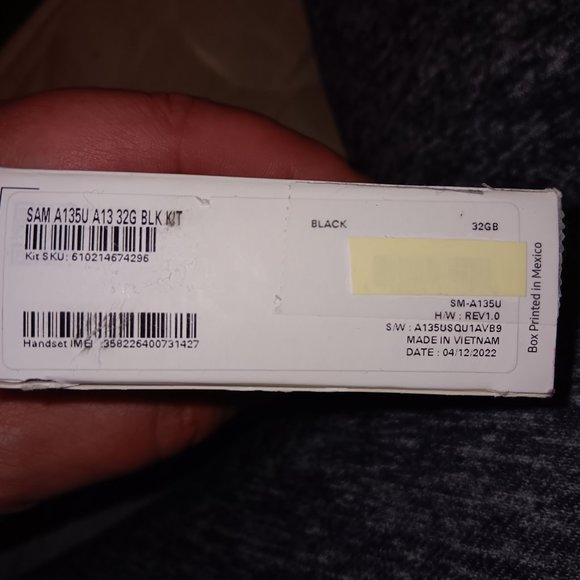 SAM A135U A13 32G BLK KIT
Kit SKU: 610214674296
Handset IMEI :358226400731427
BLACK 32GB
SM-A135U
H/W : REV1.0
S/W : A135USQU1AVB9
MADE IN VIETNAM
DATE : 04/12/2022
Box Printed in Mexico